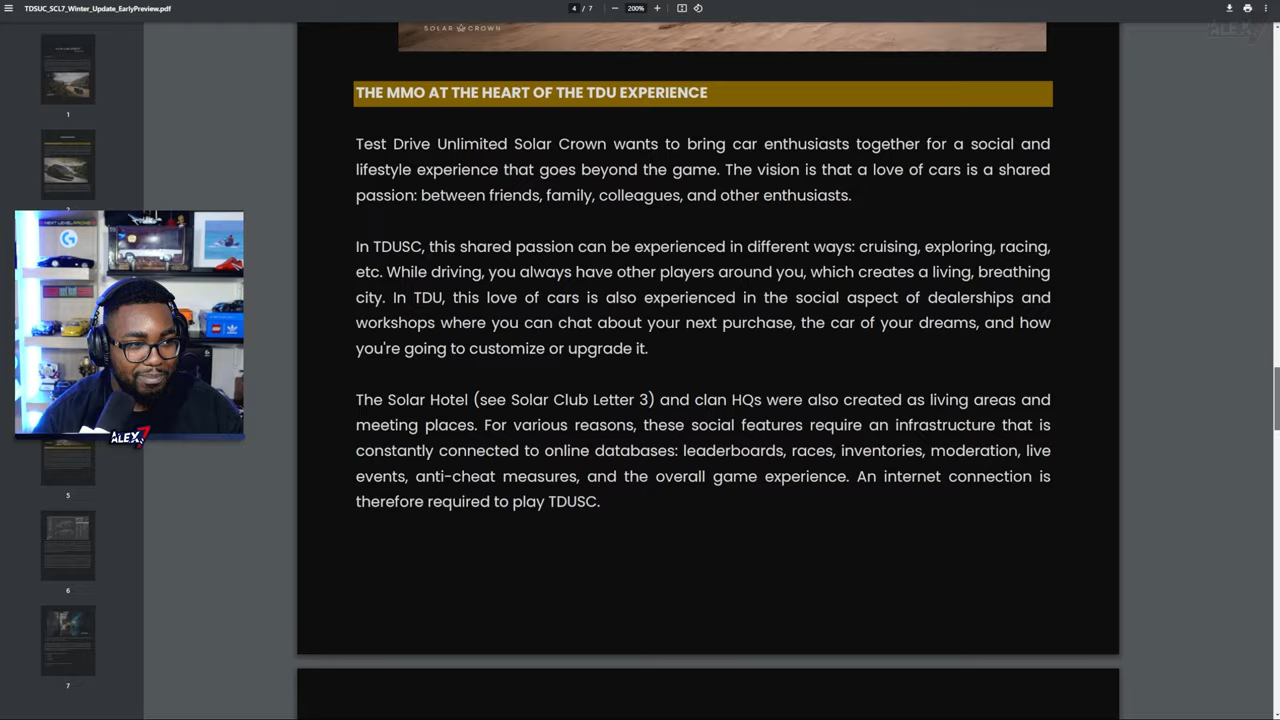 TDSUC_SCL7_Winter_Update_EarlyPreview.pdf
4 / 7
200%
SOLAR CROWN
THE MMO AT THE HEART OF THE TDU EXPERIENCE
Test Drive Unlimited Solar Crown wants to bring car enthusiasts together for a social and
lifestyle experience that goes beyond the game. The vision is that a love of cars is a shared
passion: between friends, family, colleagues, and other enthusiasts.
In TDUSC, this shared passion can be experienced in different ways: cruising, exploring, racing,
etc. While driving, you always have other players around you, which creates a living, breathing
city. In TDU, this love of cars is also experienced in the social aspect of dealerships and
workshops where you can chat about your next purchase, the car of your dreams, and how
you're going to customize or upgrade it.
The Solar Hotel (see Solar Club Letter 3) and clan HQs were also created as living areas and
meeting places. For various reasons, these social features require an infrastructure that is
constantly connected to online databases: leaderboards, races, inventories, moderation, live
events, anti-cheat measures, and the overall game experience. An internet connection is
therefore required to play TDUSC.
1
5
6
7
ALEX7
adidas